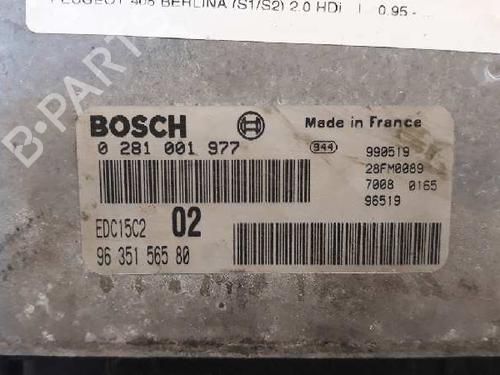 PEUGEOT 406 BERLINA (S1/S2) 2.0 HDi | 0.95 - ...
B-PARTS
BOSCH
Made in France
0 281 001 977
944
990519
28FM0089
7008 0165
96519
EDC15C2 02
96 351 565 80